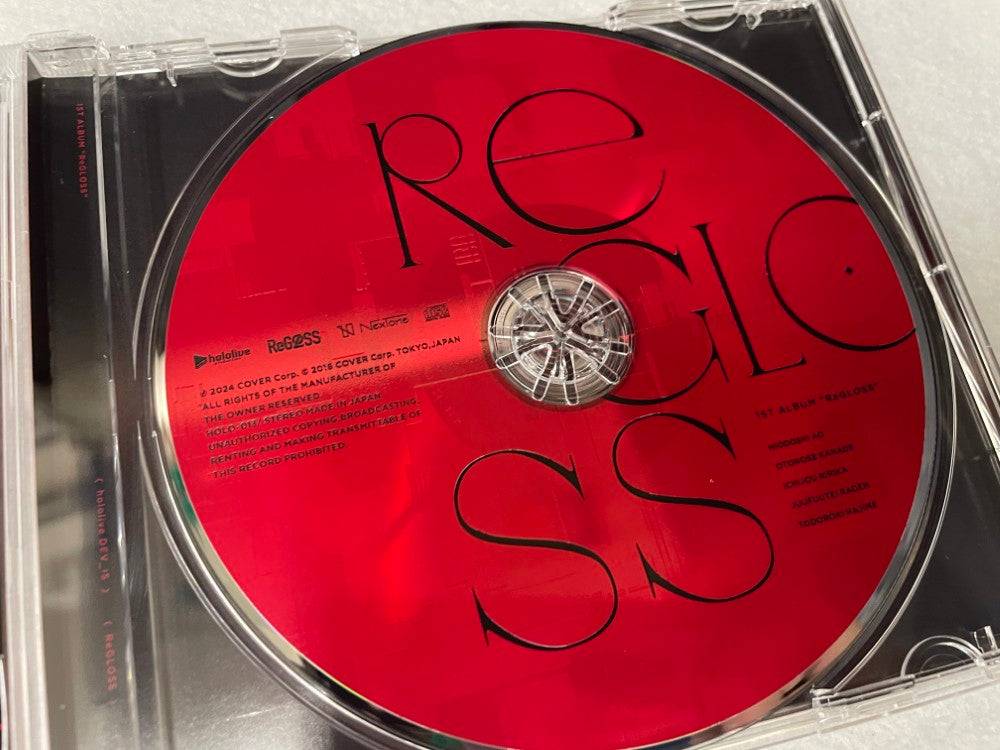 1ST ALBUM "ReGLOSS"
( hololive DEV_IS ) ( ReGLOSS )
Re
GLO
SS
hololive
ReGLOSS
NexTone
℗ 2024 COVER Corp. © 2016 COVER Corp. TOKYO, JAPAN
ALL RIGHTS OF THE MANUFACTURER OF
THE OWNER RESERVED.
HOLO-013/ STEREO MADE IN JAPAN
UNAUTHORIZED COPYING, BROADCASTING,
RENTING AND MAKING TRANSMITTABLE OF
THIS RECORD PROHIBITED.
1ST ALBUM "ReGLOSS"
HIODOSHI AO
OTONOSE KANADE
ICHIJOU RIRIKA
JUUFUUTEI RADEN
TODOROKI HAJIME